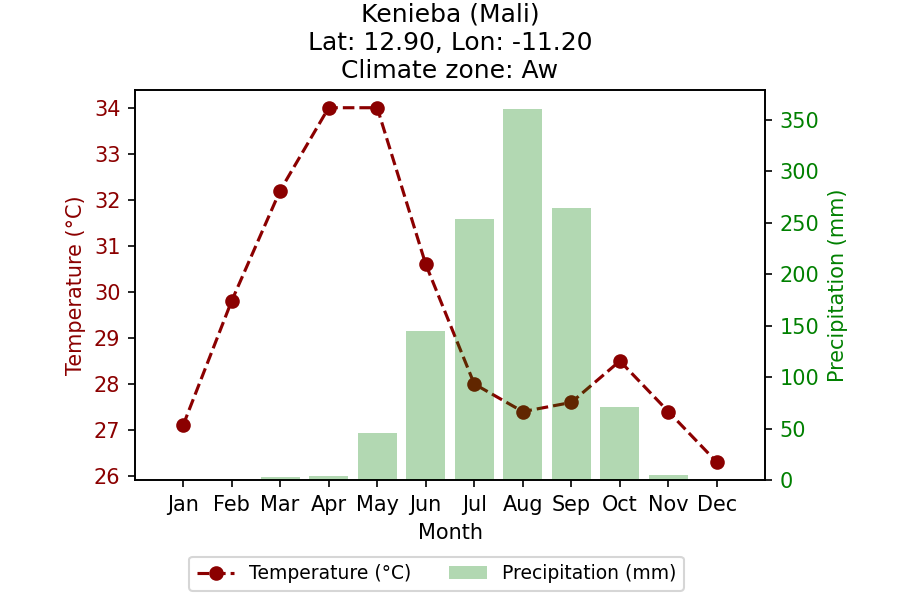 Kenieba (Mali)
Lat: 12.90, Lon: -11.20
Climate zone: Aw
Temperature (°C)
34
33
32
31
30
29
28
27
26
350
300
250
200
150
100
50
0
Precipitation (mm)
Jan Feb Mar Apr May Jun Jul Aug Sep Oct Nov Dec
Month
Temperature (°C) Precipitation (mm)